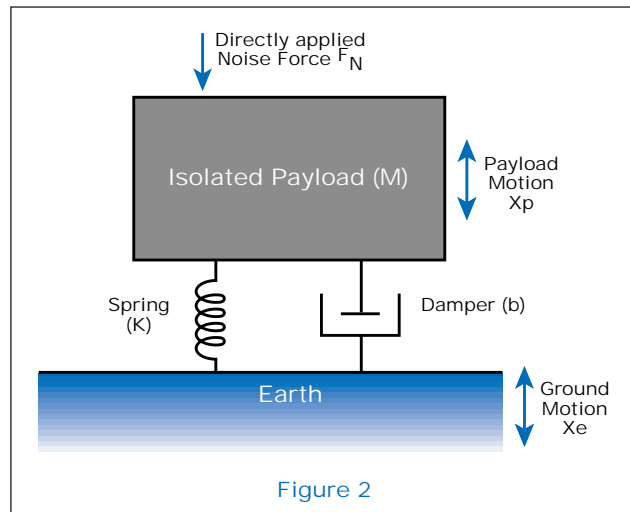 Directly applied
Noise Force FN
Isolated Payload (M)
Payload
Motion
Xp
Spring
(K)
Damper (b)
Earth
Ground
Motion
Xe
Figure 2